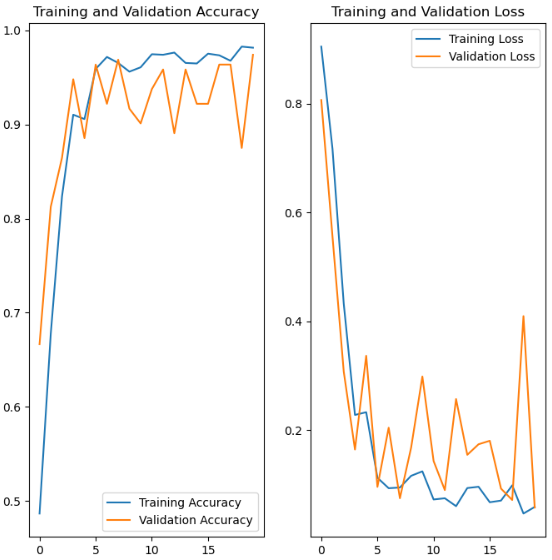 Training and Validation Accuracy
1.0
0.9
0.8
0.7
0.6
0.5
0 5 10 15
Training Accuracy
Validation Accuracy
Training and Validation Loss
0.8
0.6
0.4
0.2
0 5 10 15
Training Loss
Validation Loss